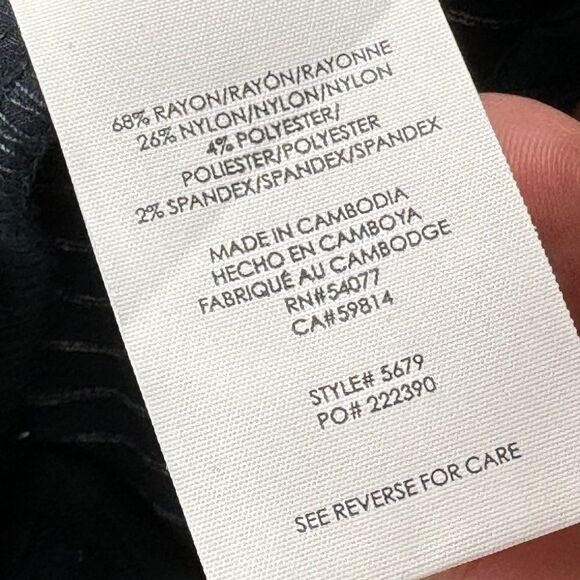 68% RAYON/RAYÓN/RAYONNE
26% NYLON/NYLON/NYLON
4% POLYESTER/
POLIESTER/POLYESTER
2% SPANDEX/SPANDEX/SPANDEX
MADE IN CAMBODIA
HECHO EN CAMBOYA
FABRIQUÉ AU CAMBODGE
RN#54077
CA#59814
STYLE# 5679
PO# 222390
SEE REVERSE FOR CARE